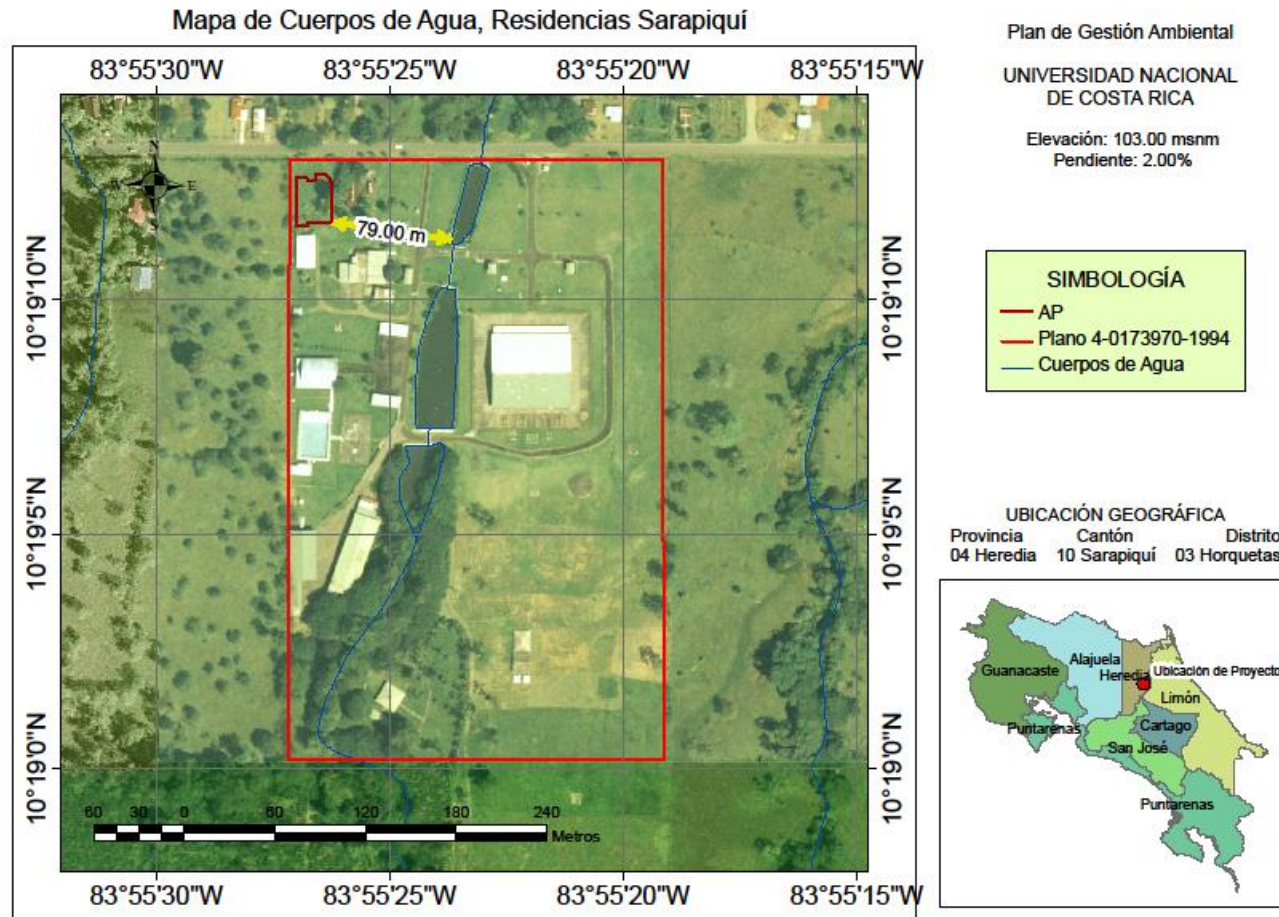 Mapa de Cuerpos de Agua, Residencias Sarapiquí
83°55'30"W 83°55'25"W 83°55'20"W 83°55'15"W
10°19'10"N
10°19'5"N
10°19'0"N
10°19'10"N
10°19'5"N
10°19'0"N
N
W E
S
79.00 m
60 30 0 60 120 180 240
Metros
83°55'30"W 83°55'25"W 83°55'20"W 83°55'15"W
Plan de Gestión Ambiental
UNIVERSIDAD NACIONAL
DE COSTA RICA
Elevación: 103.00 msnm
Pendiente: 2.00%
SIMBOLOGÍA
AP
Plano 4-0173970-1994
Cuerpos de Agua
UBICACIÓN GEOGRÁFICA
Provincia Cantón Distrito
04 Heredia 10 Sarapiquí 03 Horquetas
Guanacaste
Alajuela
Heredia
Ubicación de Proyecto
Limón
Puntarenas
Cartago
San José
Puntarenas